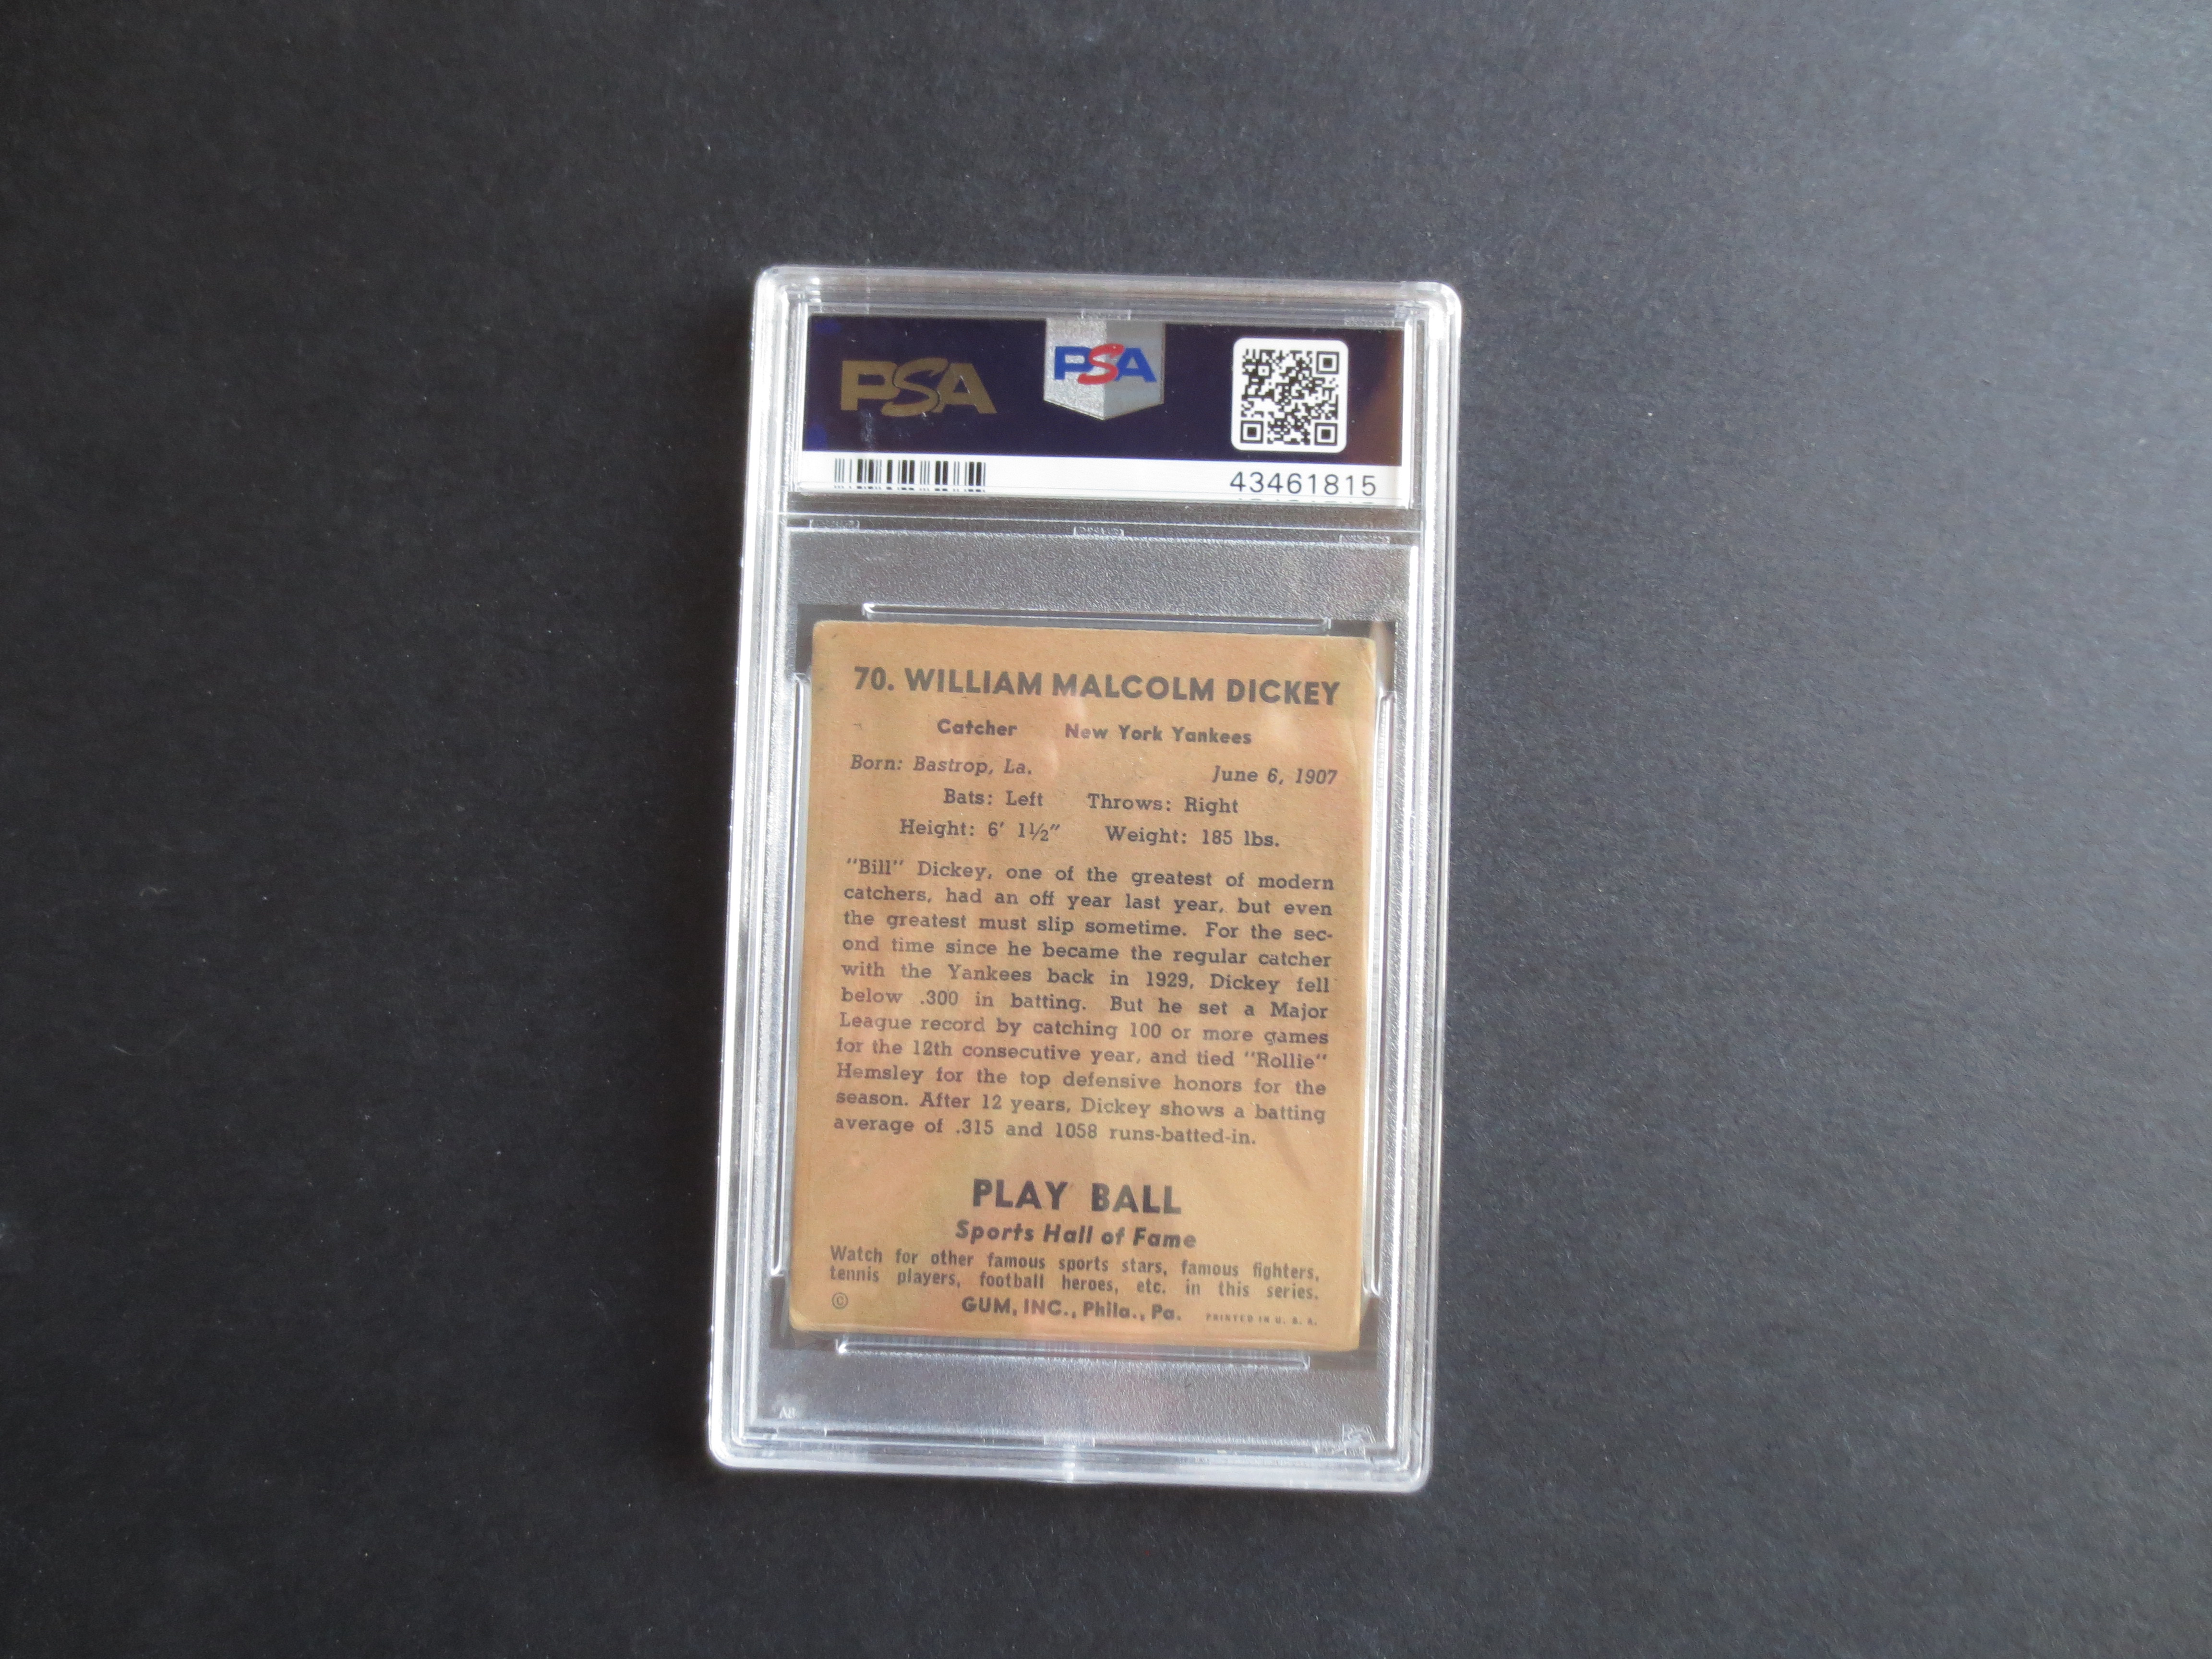 PSA
PSA
43461815
70. WILLIAM MALCOLM DICKEY
Catcher New York Yankees
Born: Bastrop, La. June 6, 1907
Bats: Left Throws: Right
Height: 6' 1½" Weight: 185 lbs.
"Bill" Dickey, one of the greatest of modern
catchers, had an off year last year, but even
the greatest must slip sometime. For the sec-
ond time since he became the regular catcher
with the Yankees back in 1929, Dickey fell
below .300 in batting. But he set a Major
League record by catching 100 or more games
for the 12th consecutive year, and tied "Rollie"
Hemsley for the top defensive honors for the
season. After 12 years, Dickey shows a batting
average of .315 and 1058 runs-batted-in.
PLAY BALL
Sports Hall of Fame
Watch for other famous sports stars, famous fighters,
tennis players, football heroes, etc. in this series.
© GUM, INC., Phila., Pa. PRINTED IN U. S. A.